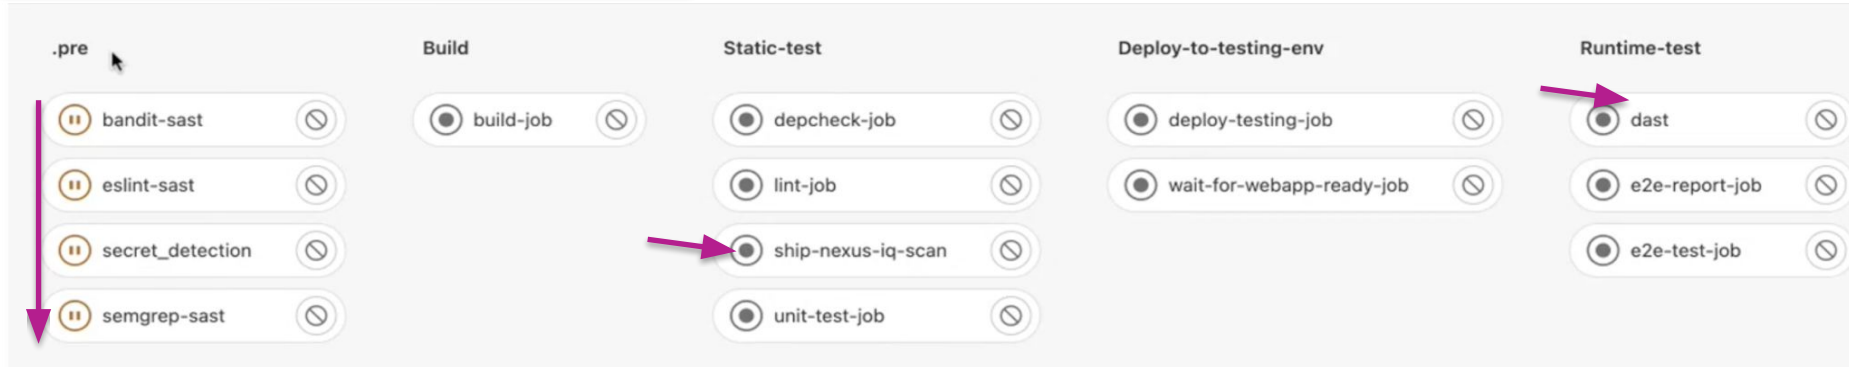 .pre
bandit-sast
eslint-sast
secret_detection
semgrep-sast
Build
build-job
Static-test
depcheck-job
lint-job
ship-nexus-iq-scan
unit-test-job
Deploy-to-testing-env
deploy-testing-job
wait-for-webapp-ready-job
Runtime-test
dast
e2e-report-job
e2e-test-job